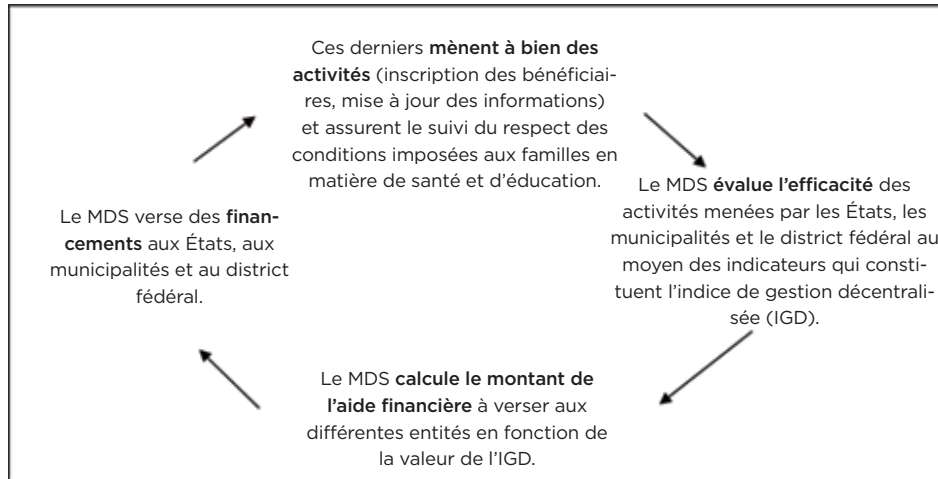 Ces derniers mènent à bien des
activités (inscription des bénéficiai-
res, mise à jour des informations)
et assurent le suivi du respect des
conditions imposées aux familles en
matière de santé et d'éducation.
Le MDS évalue l'efficacité des
activités menées par les États, les
municipalités et le district fédéral au
moyen des indicateurs qui consti-
tuent l'indice de gestion décentrali-
sée (IGD).
Le MDS calcule le montant de
l'aide financière à verser aux
différentes entités en fonction de
la valeur de l'IGD.
Le MDS verse des finan-
cements aux États, aux
municipalités et au district
fédéral.